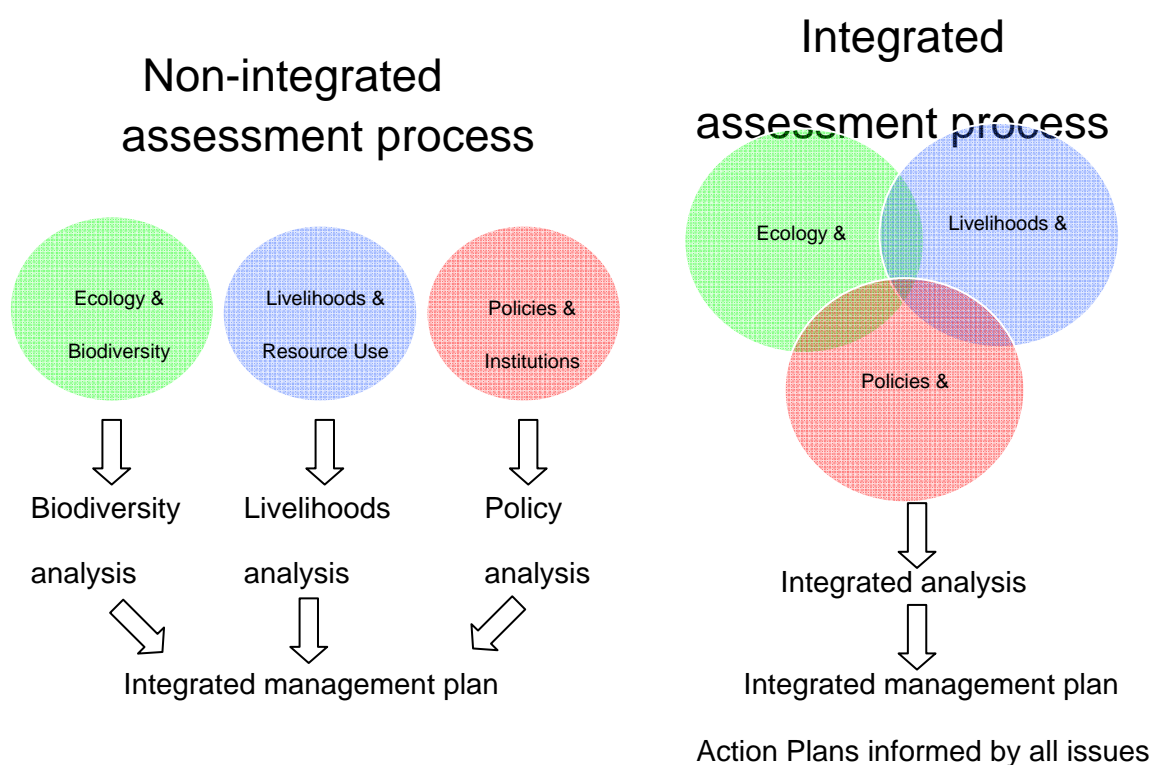 Non-integrated
assessment process
Ecology &
Biodiversity
Livelihoods &
Resource Use
Policies &
Institutions
Biodiversity
analysis
Livelihoods
analysis
Policy
analysis
Integrated management plan
Integrated
assessment process
Ecology &
Livelihoods &
Policies &
Integrated analysis
Integrated management plan
Action Plans informed by all issues